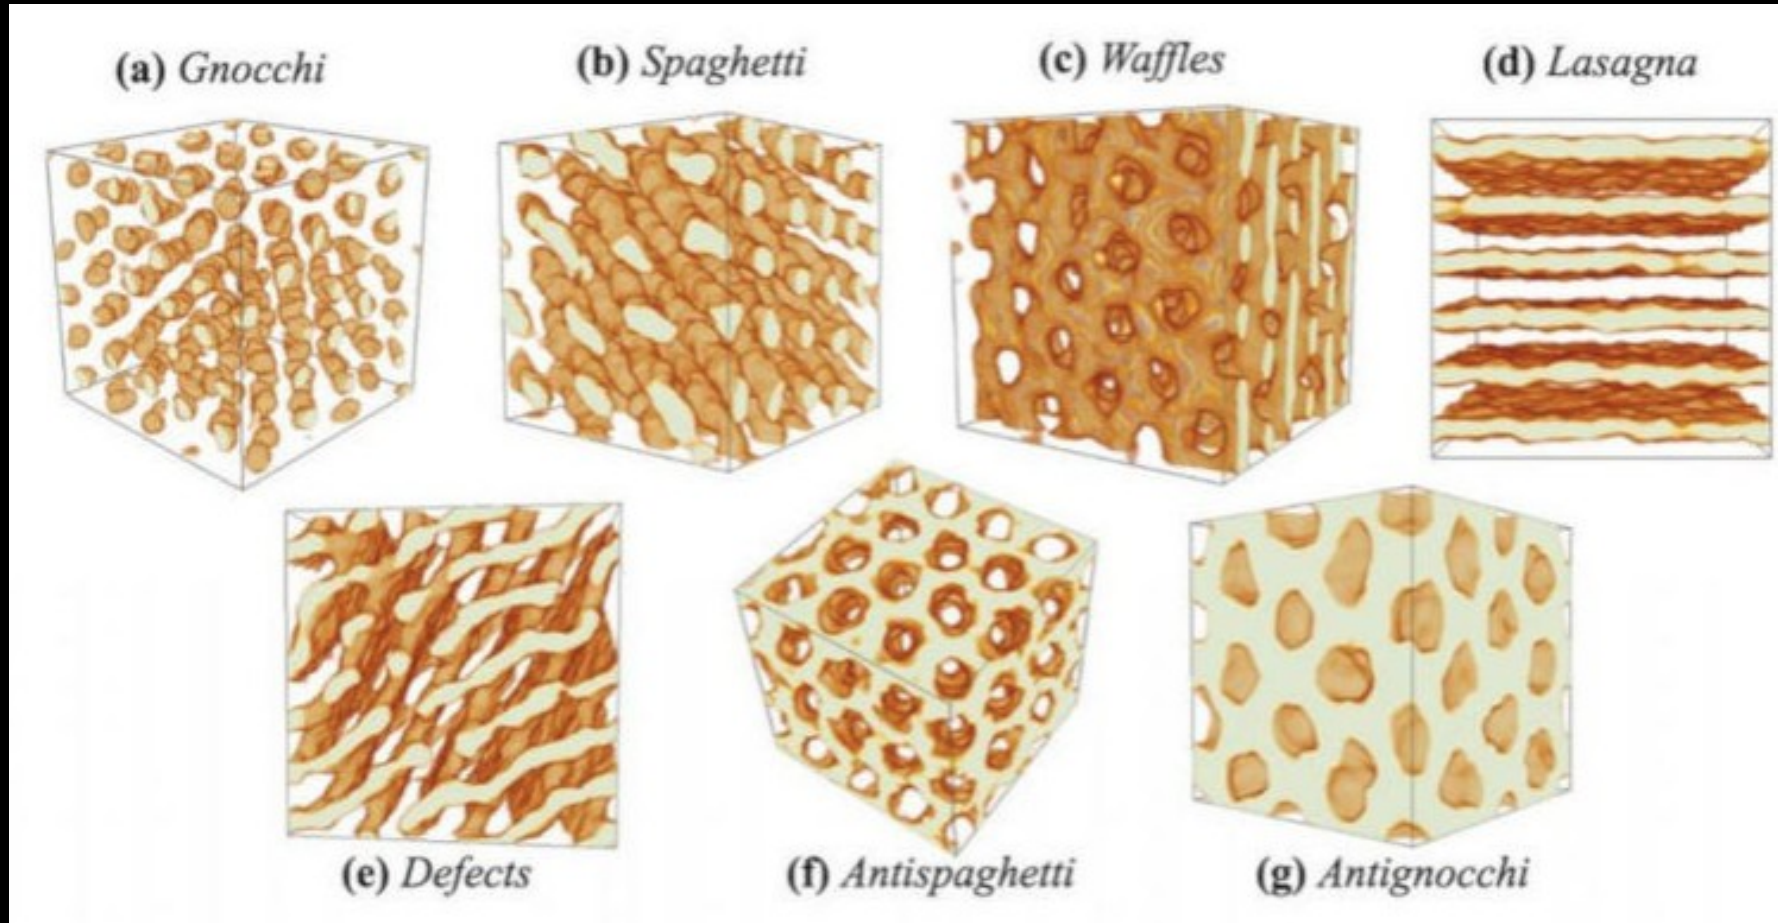 (a) Gnocchi
(b) Spaghetti
(c) Waffles
(d) Lasagna
(e) Defects
(f) Antispaghetti
(g) Antignocchi